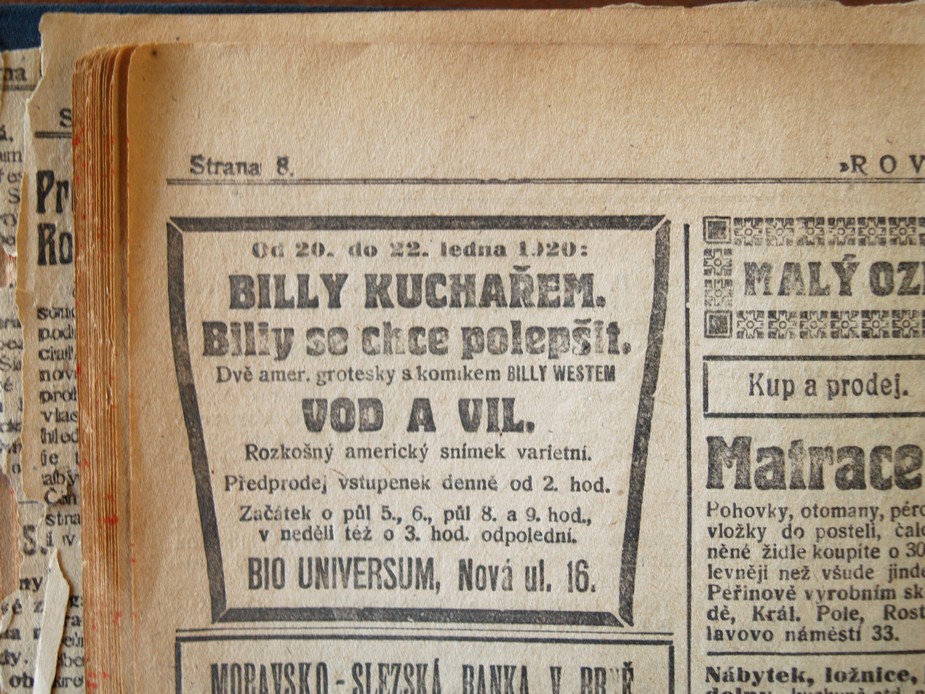 Strana 8.
»ROV
Od 20. do 22. ledna 1920:
BILLY KUCHAŘEM.
Billy se chce polepšit.
Dvě amer. grotesky s komikem BILLY WESTEM
VOD A VIL.
Rozkošný americký snímek varietní.
Předprodej vstupenek denně od 2. hod.
Začátek o půl 5., 6., půl 8. a 9. hod.,
v neděli též o 3. hod. odpolední.
BIO UNIVERSUM, Nová ul. 16.
MORAVSKO-SLEZSKÁ BANKA V BRNĚ
MALÝ OZ
Kup a prodej.
Matrace
Pohovky, otomany, péro
vložky do postelí, čalo
něné židle koupíte o 30
levněji než všude jinde
Peřinově výrobním sk
dě, Král. Pole, Rost
lavovo náměstí 33.
Nábytek, ložnice,